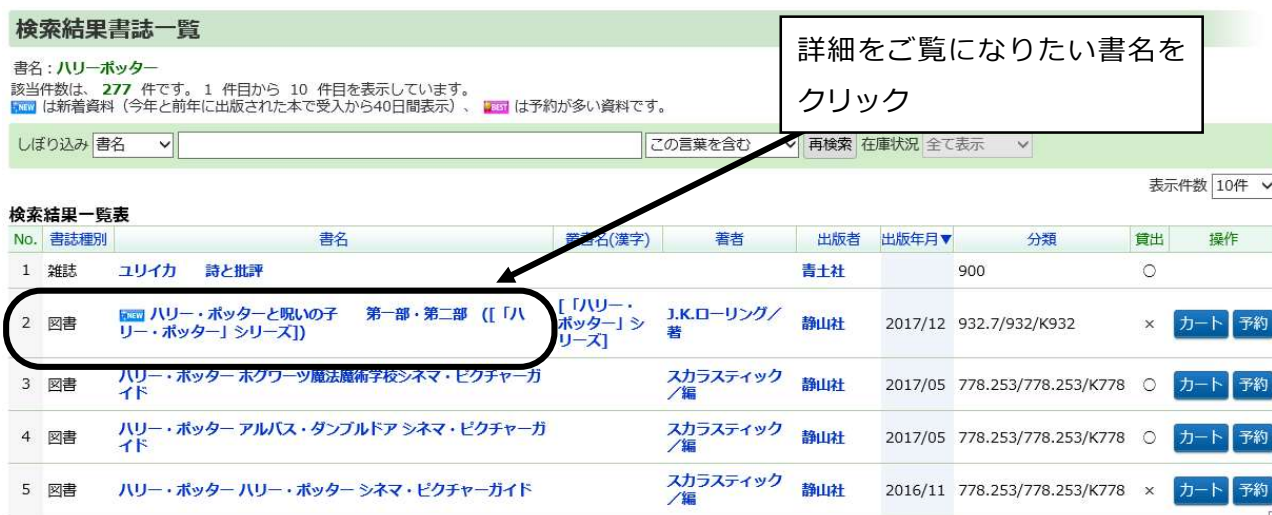 検索結果書誌一覧
詳細をご覧になりたい書名を
クリック
書名：ハリーポッター
該当件数は、 277 件です。 1 件目から 10 件目を表示しています。
NEW は新着資料（今年と前年に出版された本で受入から40日間表示）、 BEST は予約が多い資料です。
しぼり込み 書名 この言葉を含む 再検索 在庫状況 全て表示
表示件数 10件
検索結果一覧表
No. 書誌種別 書名 叢書名(漢字) 著者 出版者 出版年月▼ 分類 貸出 操作
1 雑誌 ユリイカ 詩と批評 青土社 900 ○
2 図書 NEW ハリー・ポッターと呪いの子 第一部・第二部 ([「ハ
リー・ポッター」シリーズ])
[「ハリー・
ポッター」シ
リーズ]
J.K.ローリング／
著
静山社 2017/12 932.7/932/K932 × カート 予約
3 図書 ハリー・ポッター ホグワーツ魔法魔術学校シネマ・ピクチャーガ
イド
スカラスティック
／編
静山社 2017/05 778.253/778.253/K778 ○ カート 予約
4 図書 ハリー・ポッター アルバス・ダンブルドア シネマ・ピクチャーガ
イド
スカラスティック
／編
静山社 2017/05 778.253/778.253/K778 ○ カート 予約
5 図書 ハリー・ポッター ハリー・ポッター シネマ・ピクチャーガイド
スカラスティック
／編
静山社 2016/11 778.253/778.253/K778 × カート 予約